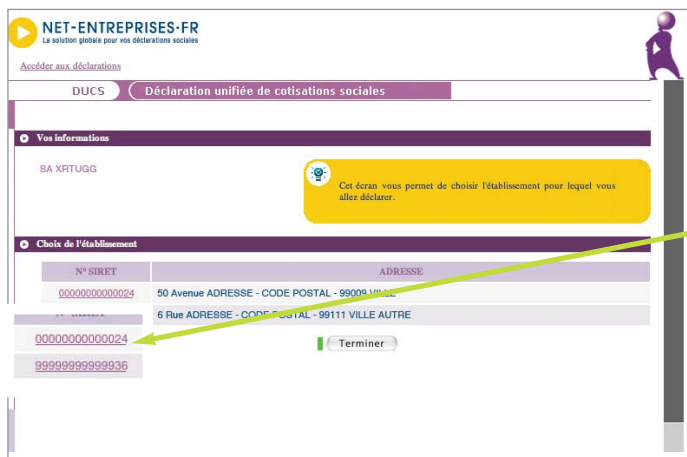 NET-ENTREPRISES·FR
La solution globale pour vos déclarations sociales
Accéder aux déclarations
DUCS
Déclaration unifiée de cotisations sociales
Vos informations
SA XRTUGG
Cet écran vous permet de choisir l'établissement pour lequel vous
allez déclarer.
Choix de l'établissement
N° SIRET ADRESSE
00000000000024 50 Avenue ADRESSE - CODE POSTAL - 99009 VILLE
N° SIRET 6 Rue ADRESSE - CODE POSTAL - 99111 VILLE AUTRE
00000000000024
Terminer
99999999999936